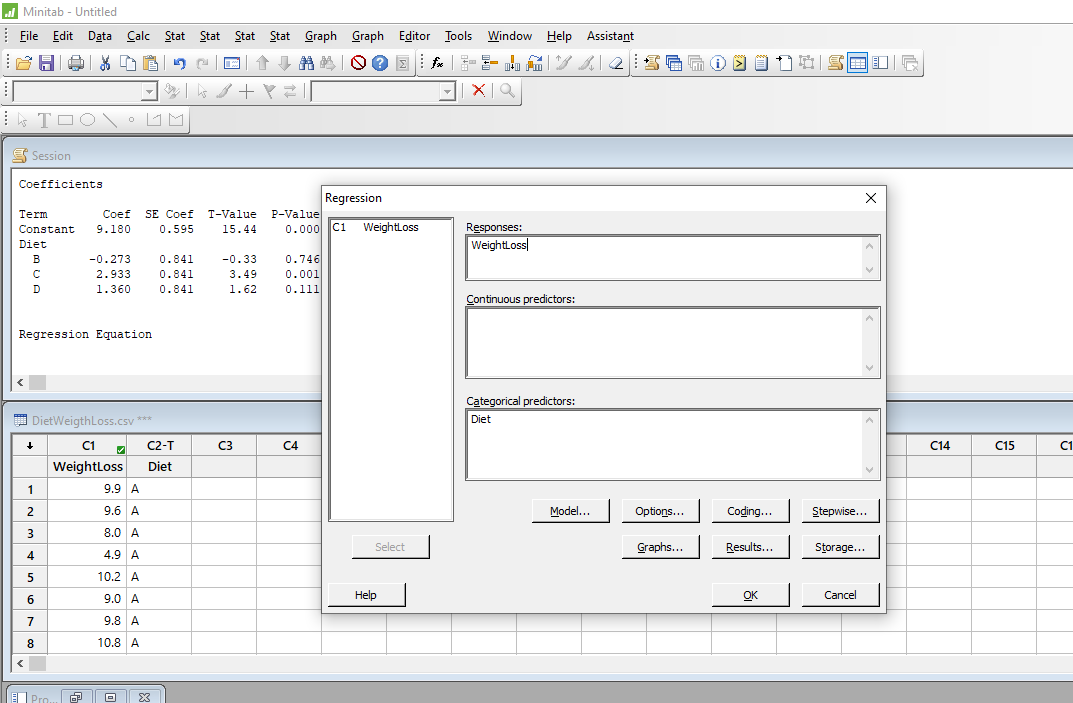 Minitab - Untitled
File Edit Data Calc Stat Stat Stat Stat Graph Graph Editor Tools Window Help Assistant
Session
Coefficients
Term Coef SE Coef T-Value P-Value
Constant 9.180 0.595 15.44 0.000
Diet
B -0.273 0.841 -0.33 0.746
C 2.933 0.841 3.49 0.001
D 1.360 0.841 1.62 0.111
Regression Equation
Regression
C1 WeightLoss
Responses:
WeightLoss
Continuous predictors:
Categorical predictors:
Diet
Model... Options... Coding... Stepwise...
Select Graphs... Results... Storage...
Help OK Cancel
DietWeigthLoss.csv ***
C1 C2-T C3 C4 C14 C15 C1
WeightLoss Diet
1 9.9 A
2 9.6 A
3 8.0 A
4 4.9 A
5 10.2 A
6 9.0 A
7 9.8 A
8 10.8 A
Pro...